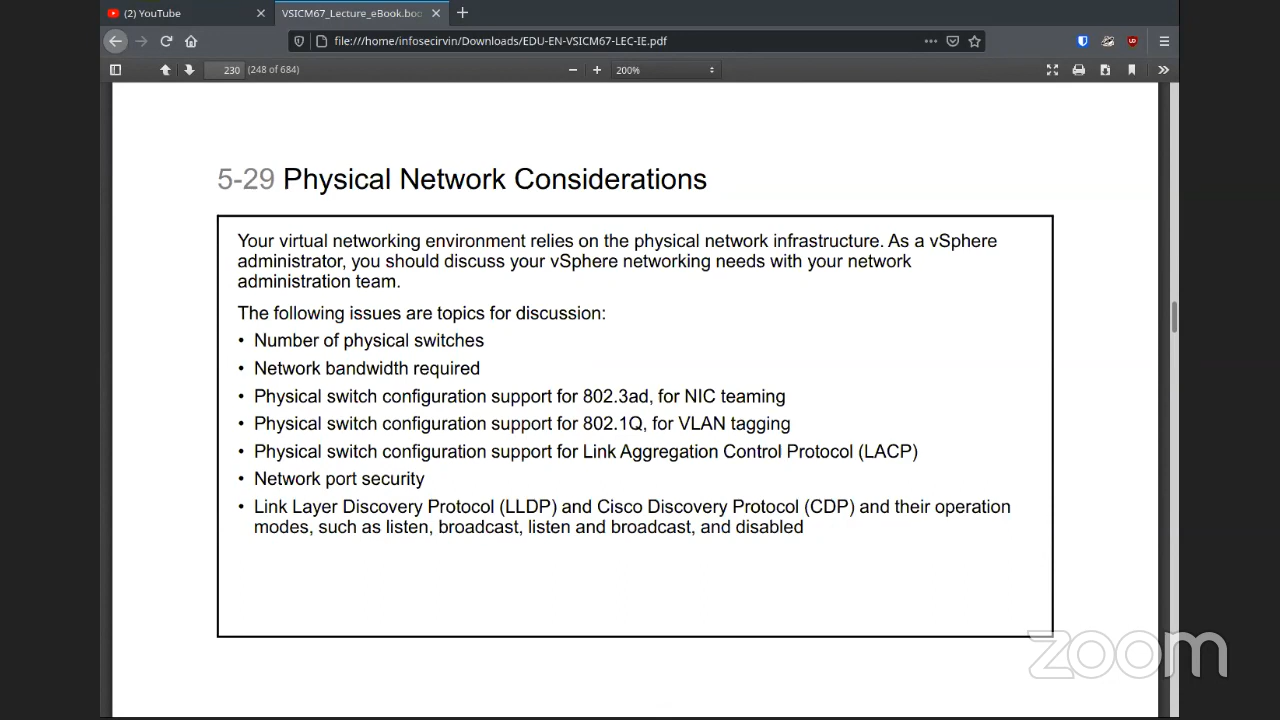 (2) YouTube
VSICM67_Lecture_eBook.boo
file:///home/infosecirvin/Downloads/EDU-EN-VSICM67-LEC-IE.pdf
230 (248 of 684)
200%
5-29 Physical Network Considerations
Your virtual networking environment relies on the physical network infrastructure. As a vSphere
administrator, you should discuss your vSphere networking needs with your network
administration team.
The following issues are topics for discussion:
• Number of physical switches
• Network bandwidth required
• Physical switch configuration support for 802.3ad, for NIC teaming
• Physical switch configuration support for 802.1Q, for VLAN tagging
• Physical switch configuration support for Link Aggregation Control Protocol (LACP)
• Network port security
• Link Layer Discovery Protocol (LLDP) and Cisco Discovery Protocol (CDP) and their operation
modes, such as listen, broadcast, listen and broadcast, and disabled
zoom